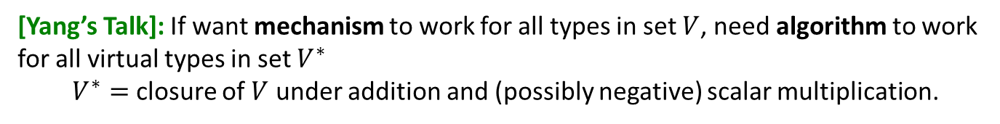 [Yang's Talk]: If want mechanism to work for all types in set V, need algorithm to work
for all virtual types in set V*
V* = closure of V under addition and (possibly negative) scalar multiplication.